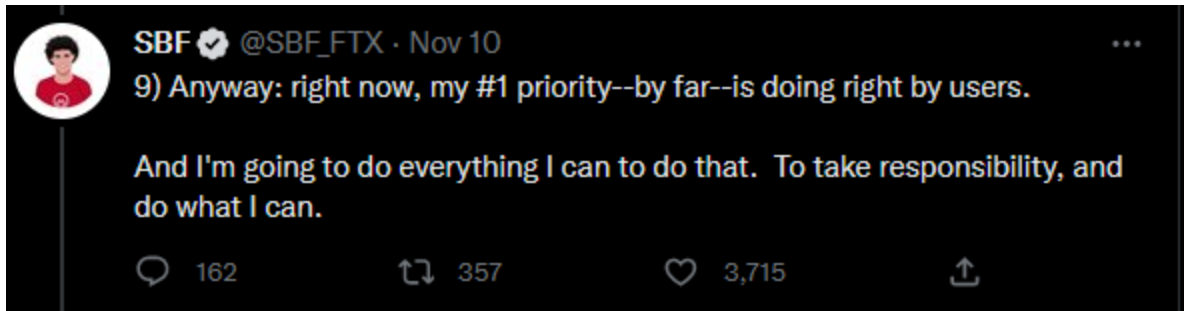 SBF @SBF_FTX · Nov 10
9) Anyway: right now, my #1 priority--by far--is doing right by users.
And I'm going to do everything I can to do that.  To take responsibility, and
do what I can.
162 357 3,715